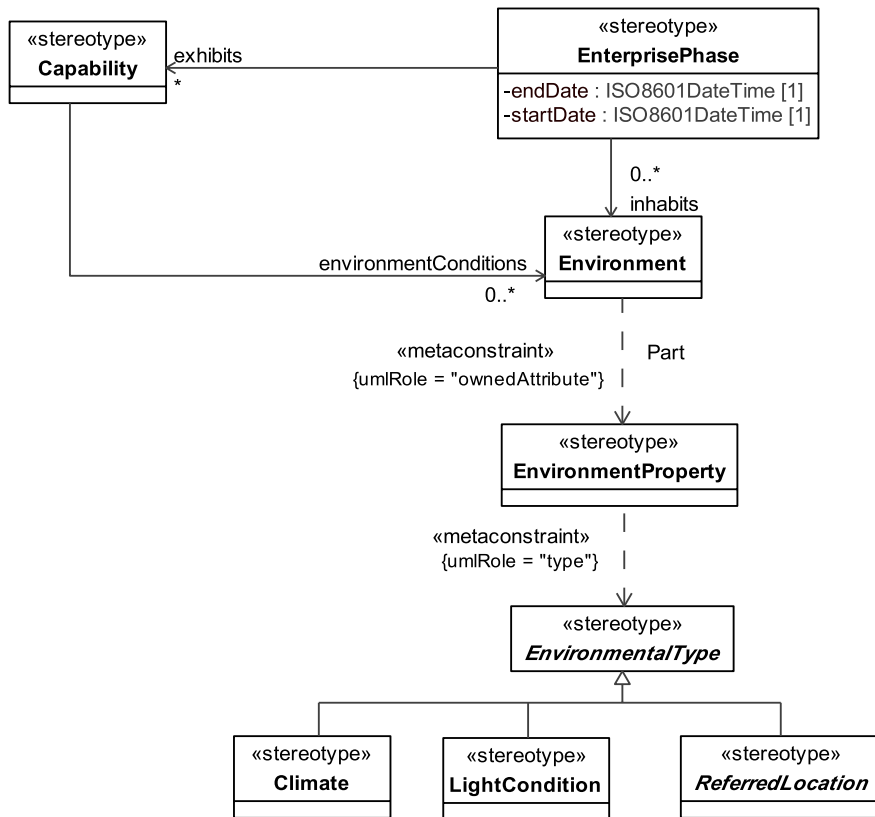 «stereotype»
Capability
exhibits
*
«stereotype»
EnterprisePhase
-endDate : ISO8601DateTime [1]
-startDate : ISO8601DateTime [1]
0..*
inhabits
environmentConditions
0..*
«stereotype»
Environment
«metaconstraint»
{umlRole = "ownedAttribute"}
Part
«stereotype»
EnvironmentProperty
«metaconstraint»
{umlRole = "type"}
«stereotype»
EnvironmentalType
«stereotype»
Climate
«stereotype»
LightCondition
«stereotype»
ReferredLocation